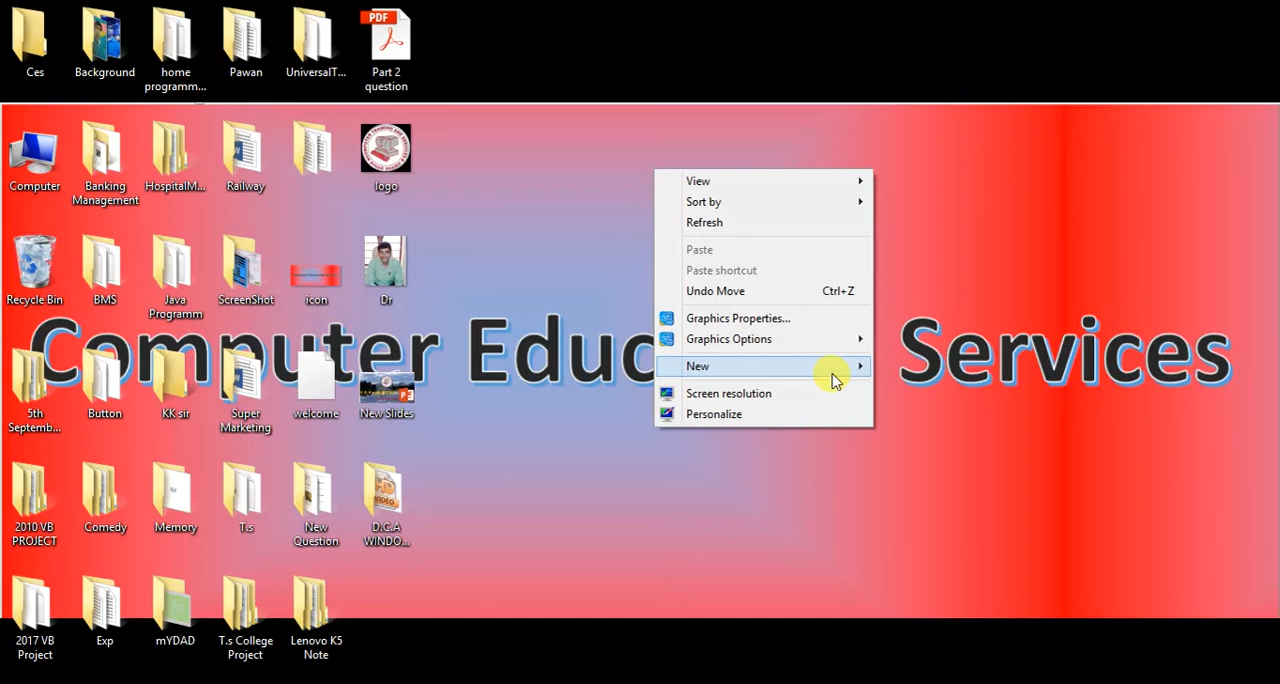 Ces
Background
home
programm...
Pawan
UniversalT...
PDF
Part 2
question
Computer
Banking
Management
HospitalM...
Railway
logo
Recycle Bin
BMS
Java
Programm
ScreenShot
icon
Dr
Computer Educ
Services
5th
Septemb...
Button
KK sir
Super
Marketing
welcome
New Slides
2010 VB
PROJECT
Comedy
Memory
T.s
New
Question
VIDEO
D.C.A
WINDO...
2017 VB
Project
Exp
mYDAD
T.s College
Project
Lenovo K5
Note
View
Sort by
Refresh
Paste
Paste shortcut
Undo Move Ctrl+Z
Graphics Properties...
Graphics Options
New
Screen resolution
Personalize